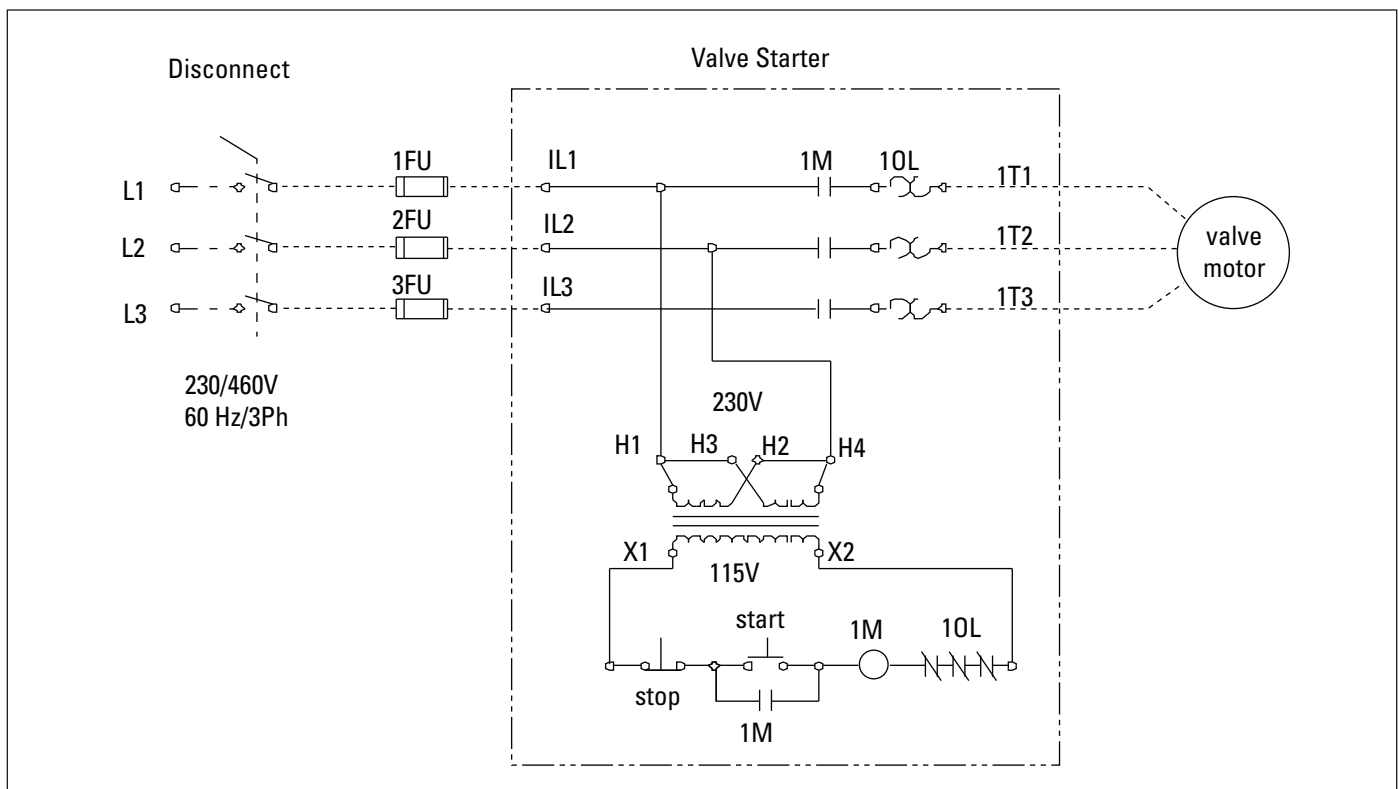 Disconnect
Valve Starter
1FU
IL1
1M
1OL
1T1
L1
2FU
IL2
1T2
L2
valve
motor
3FU
IL3
1T3
L3
230/460V
60 Hz/3Ph
230V
H1
H3
H2
H4
X1
X2
115V
start
1M
1OL
stop
1M